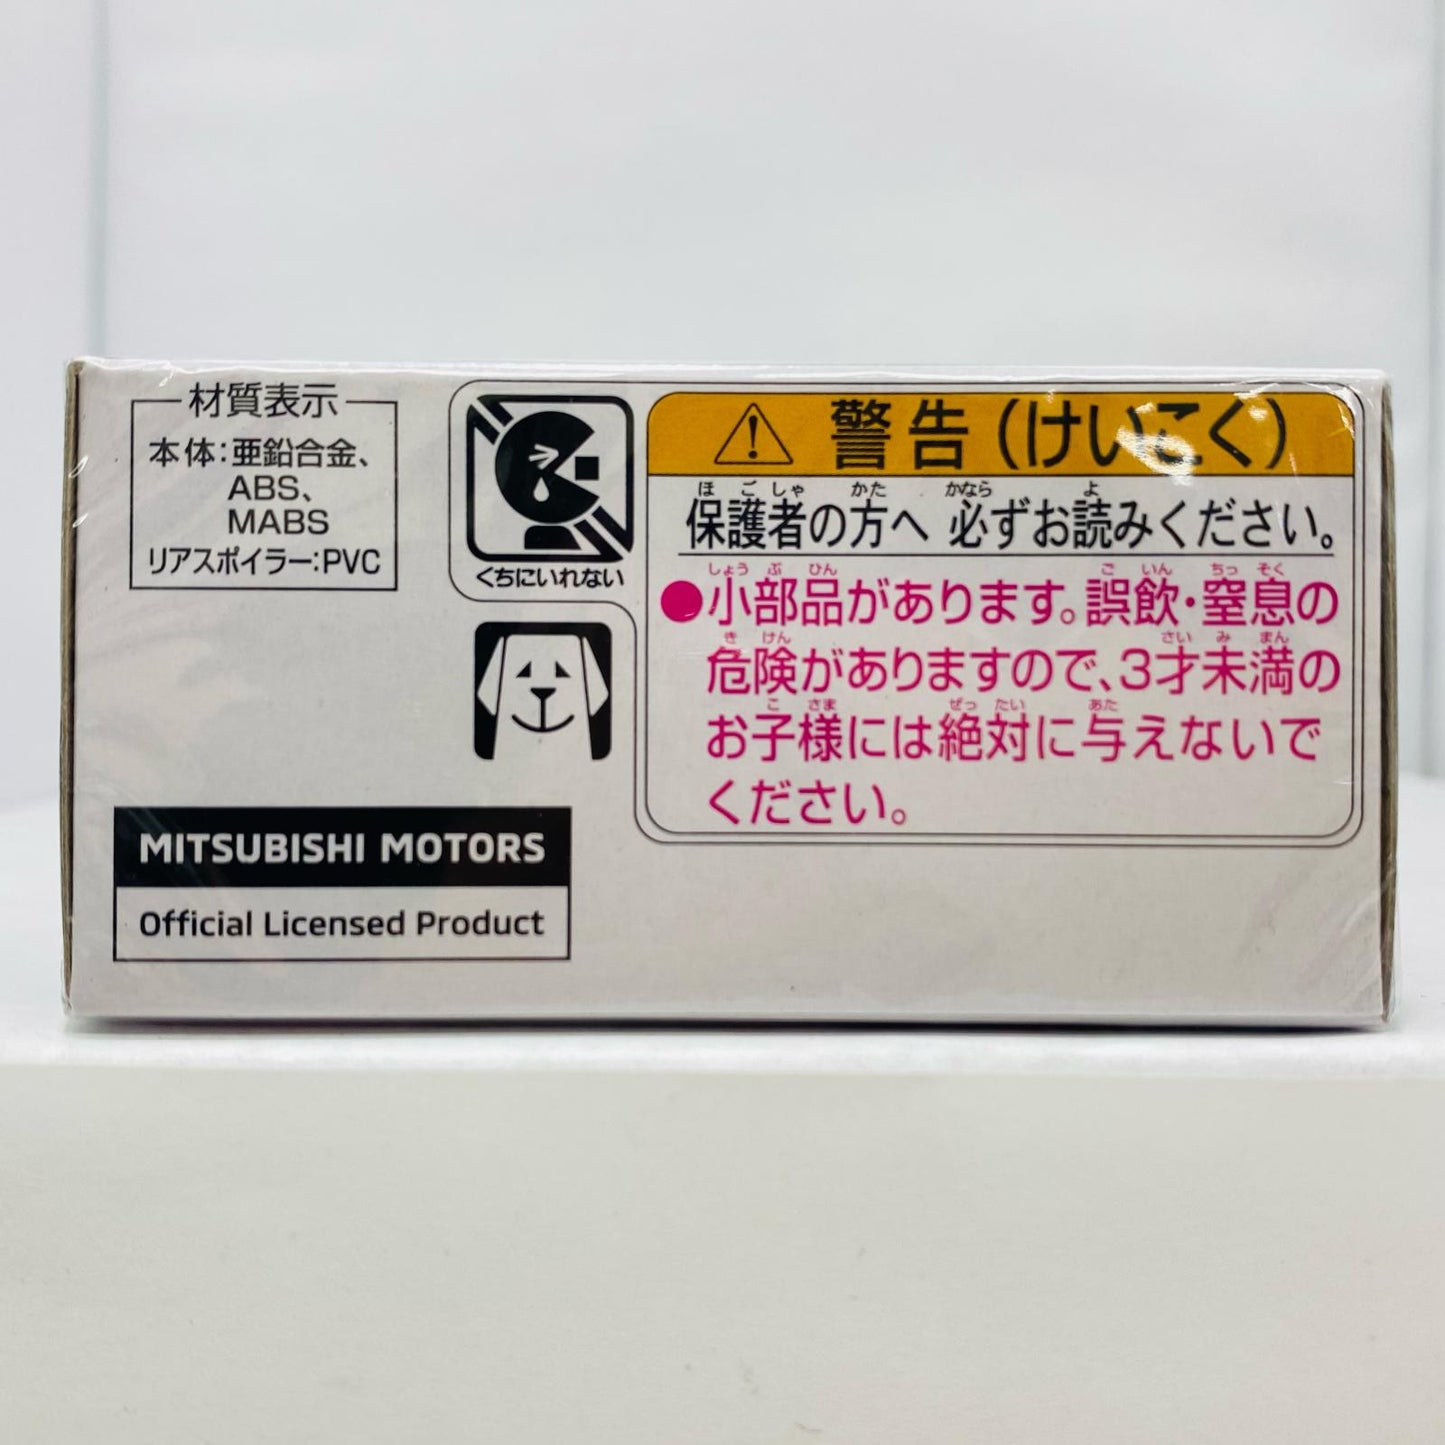 材質表示
本体:亜鉛合金、
ABS、
MABS
リアスポイラー:PVC
くちにいれない
MITSUBISHI MOTORS
Official Licensed Product
警告(けいこく)
ほごしゃ かた かなら よ
保護者の方へ 必ずお読みください。
しょうぶひん ごいん ちっそく
●小部品があります。誤飲・窒息の
きけん さいみまん
危険がありますので、3才未満の
こさま ぜったい あた
お子様には絶対に与えないで
ください。